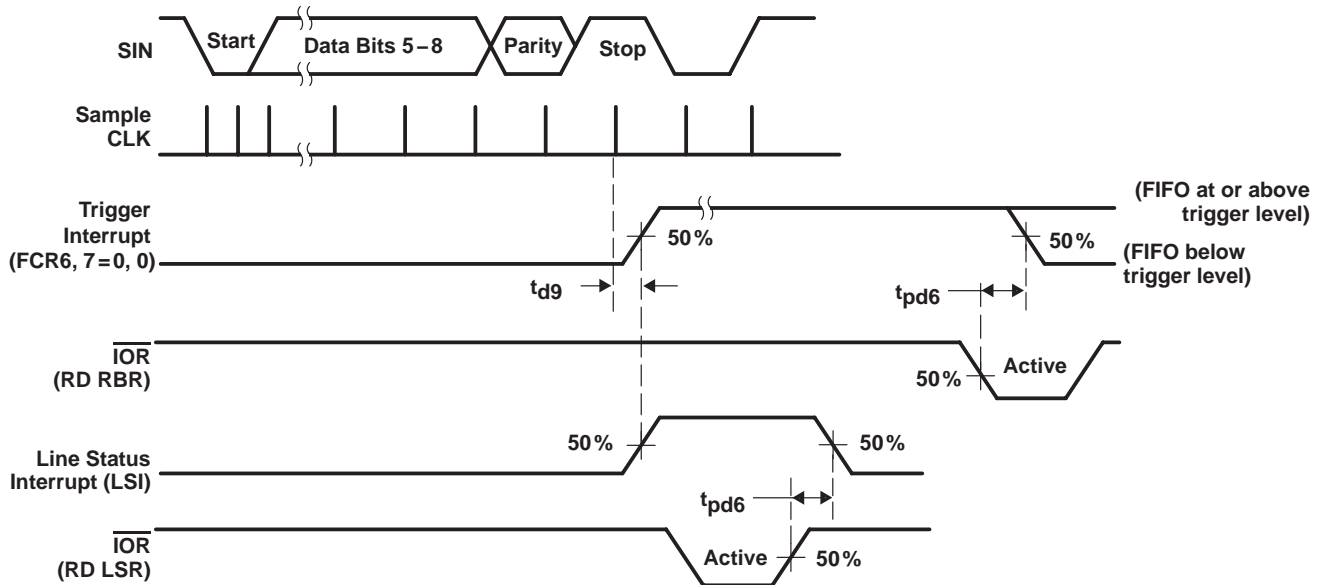 SIN
Start
Data Bits 5–8
Parity
Stop
Sample
CLK
Trigger
Interrupt
(FCR6, 7=0, 0)
50%
50%
(FIFO at or above
trigger level)
(FIFO below
trigger level)
td9
tpd6
IOR
(RD RBR)
50%
Active
Line Status
Interrupt (LSI)
50%
50%
tpd6
IOR
(RD LSR)
Active
50%